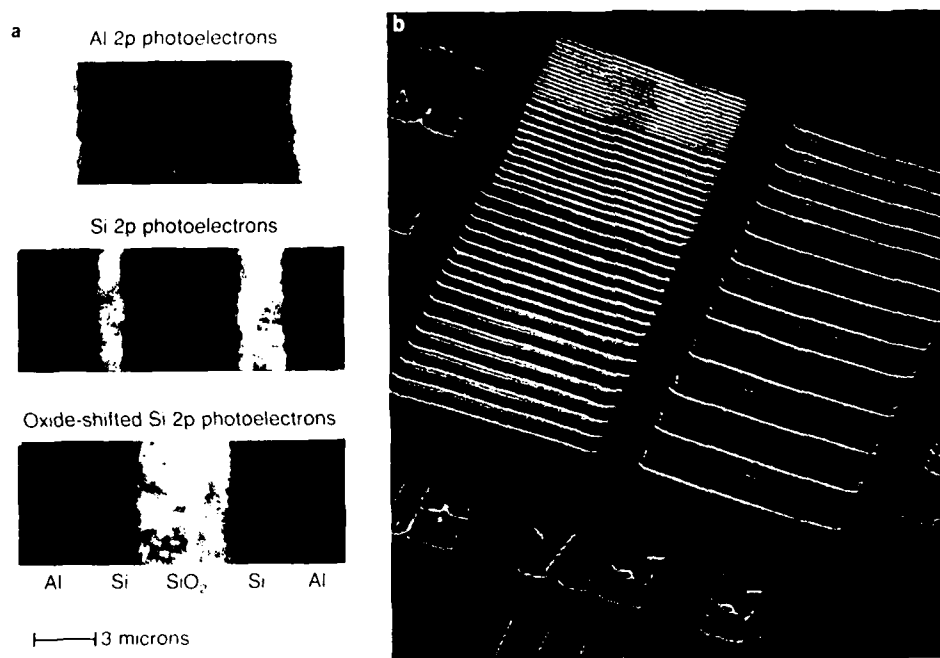 a
Al 2p photoelectrons
Si 2p photoelectrons
Oxide-shifted Si 2p photoelectrons
Al Si SiO₂ Si Al
3 microns
b